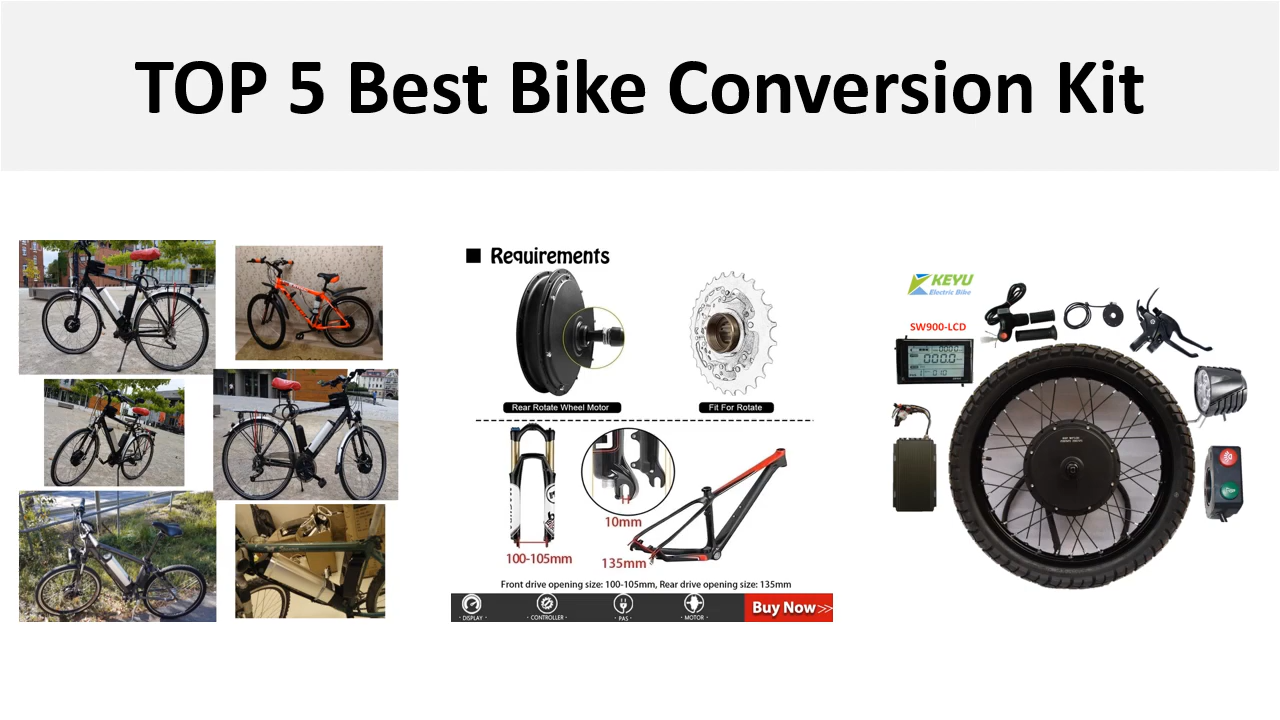 TOP 5 Best Bike Conversion Kit
■ Requirements
Rear Rotate Wheel Motor
Fit For Rotate
10mm
100-105mm
135mm
Front drive opening size: 100-105mm, Rear drive opening size: 135mm
· DISPLAY ·
· CONTROLLER ·
· PAS ·
· MOTOR ·
Buy Now >>
KEYU
Electric Bike
SW900-LCD